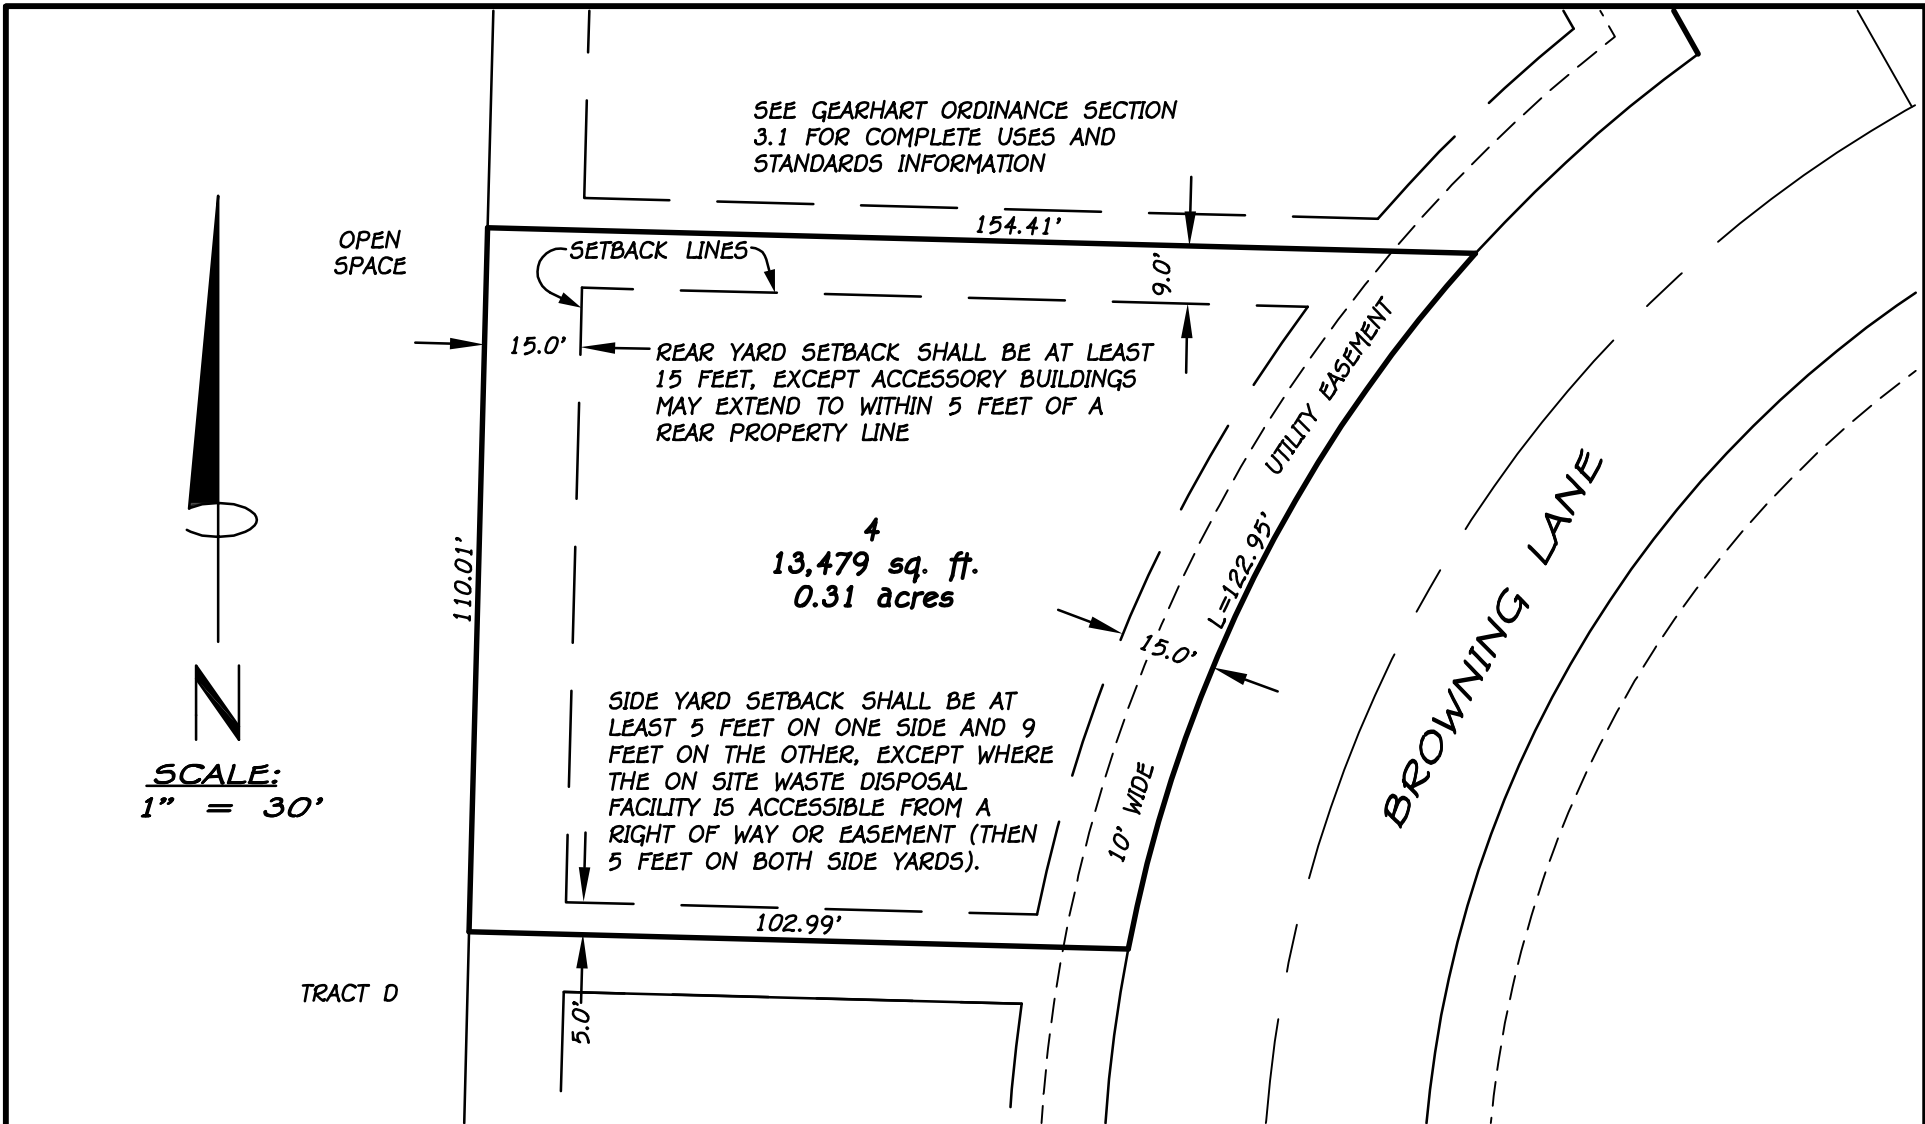 SEE GEARHART ORDINANCE SECTION
3.1 FOR COMPLETE USES AND
STANDARDS INFORMATION
154.41'
OPEN
SPACE
SETBACK LINES
9.0'
15.0'
REAR YARD SETBACK SHALL BE AT LEAST
15 FEET, EXCEPT ACCESSORY BUILDINGS
MAY EXTEND TO WITHIN 5 FEET OF A
REAR PROPERTY LINE
UTILITY EASEMENT
110.01'
4
13,479 sq. ft.
0.31 acres
L=122.95'
15.0'
BROWNING LANE
N
SCALE:
1" = 30'
SIDE YARD SETBACK SHALL BE AT
LEAST 5 FEET ON ONE SIDE AND 9
FEET ON THE OTHER, EXCEPT WHERE
THE ON SITE WASTE DISPOSAL
FACILITY IS ACCESSIBLE FROM A
RIGHT OF WAY OR EASEMENT (THEN
5 FEET ON BOTH SIDE YARDS).
10' WIDE
102.99'
TRACT D
5.0'